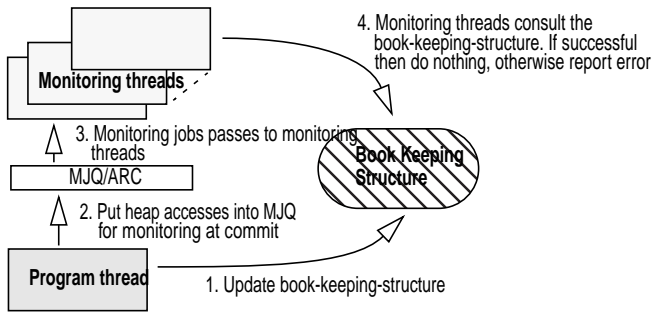 4. Monitoring threads consult the
book-keeping-structure. If successful
then do nothing, otherwise report error
Monitoring threads
3. Monitoring jobs passes to monitoring
threads
Book Keeping
Structure
MJQ/ARC
2. Put heap accesses into MJQ
for monitoring at commit
Program thread
1. Update book-keeping-structure